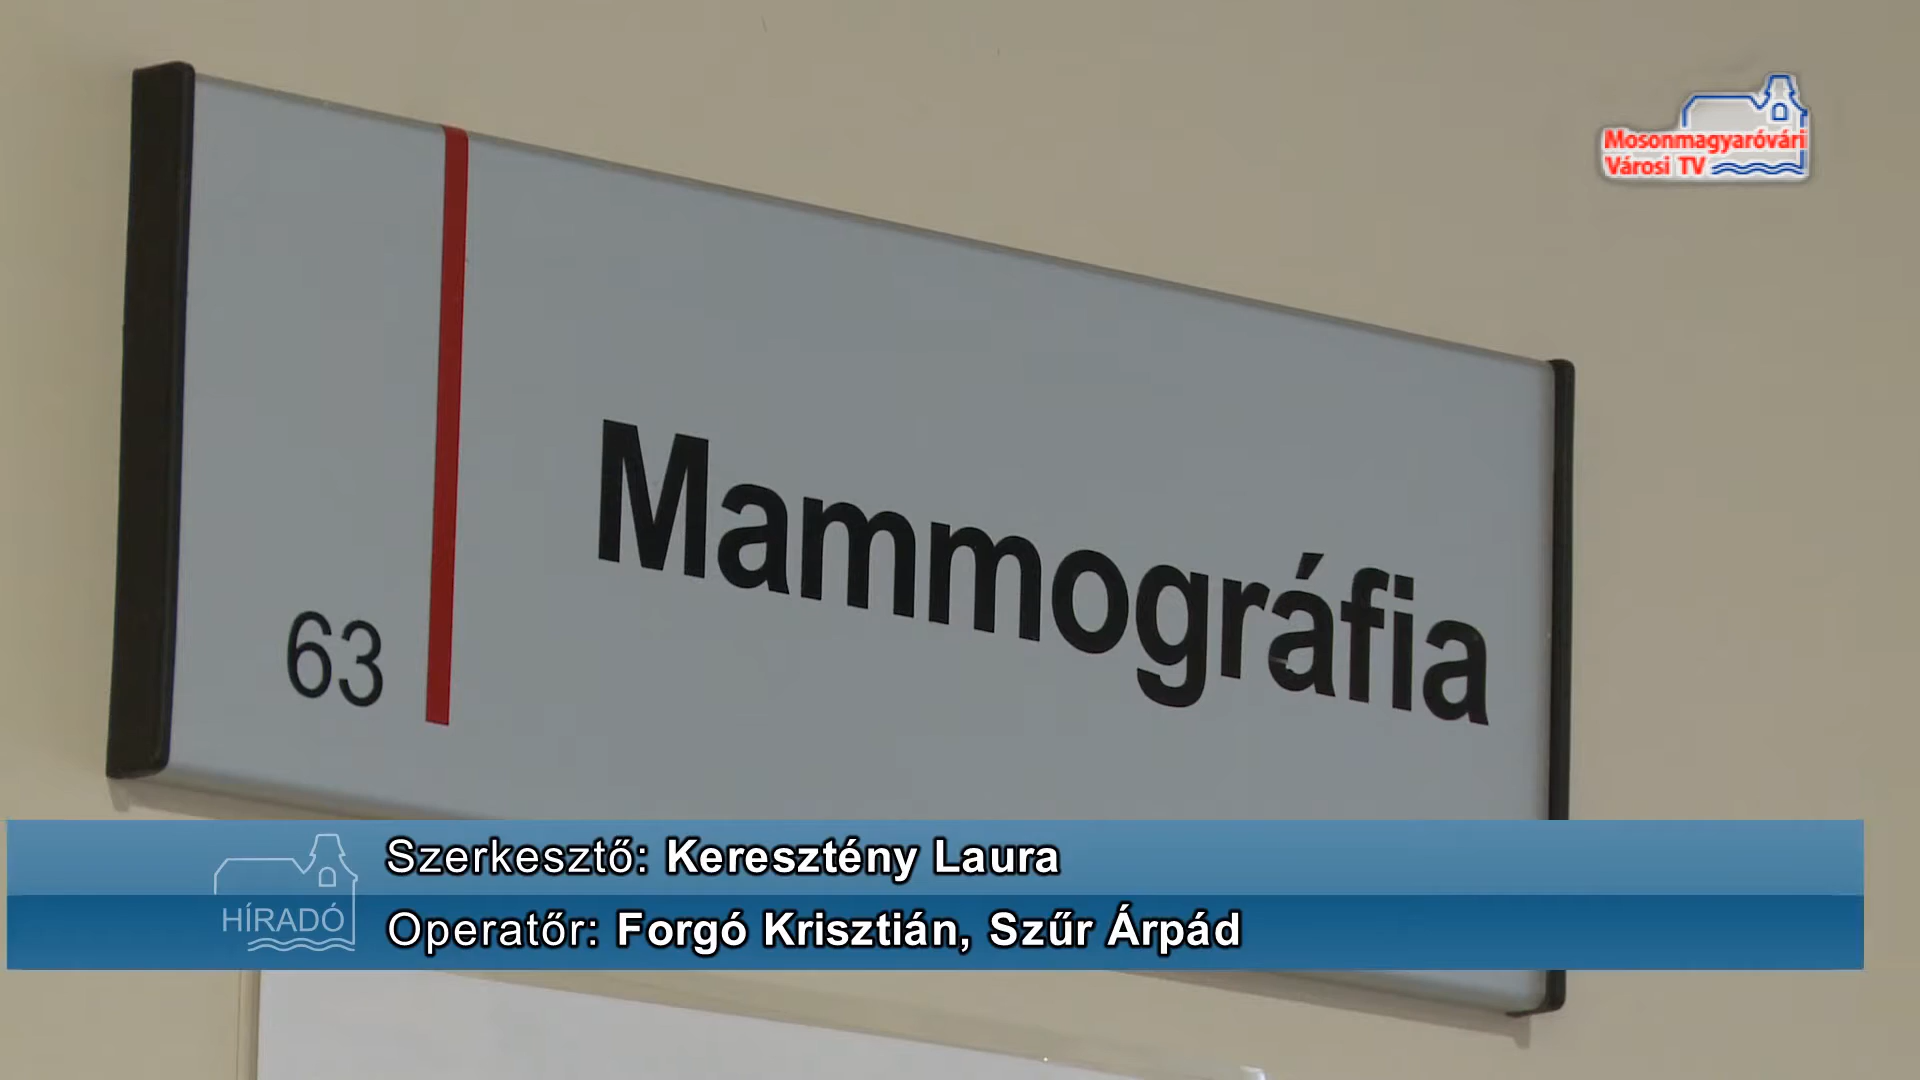 Mosonmagyaróvári
Városi TV
63
Mammográfia
HÍRADÓ
Szerkesztő: Keresztény Laura
Operatőr: Forgó Krisztián, Szűr Árpád